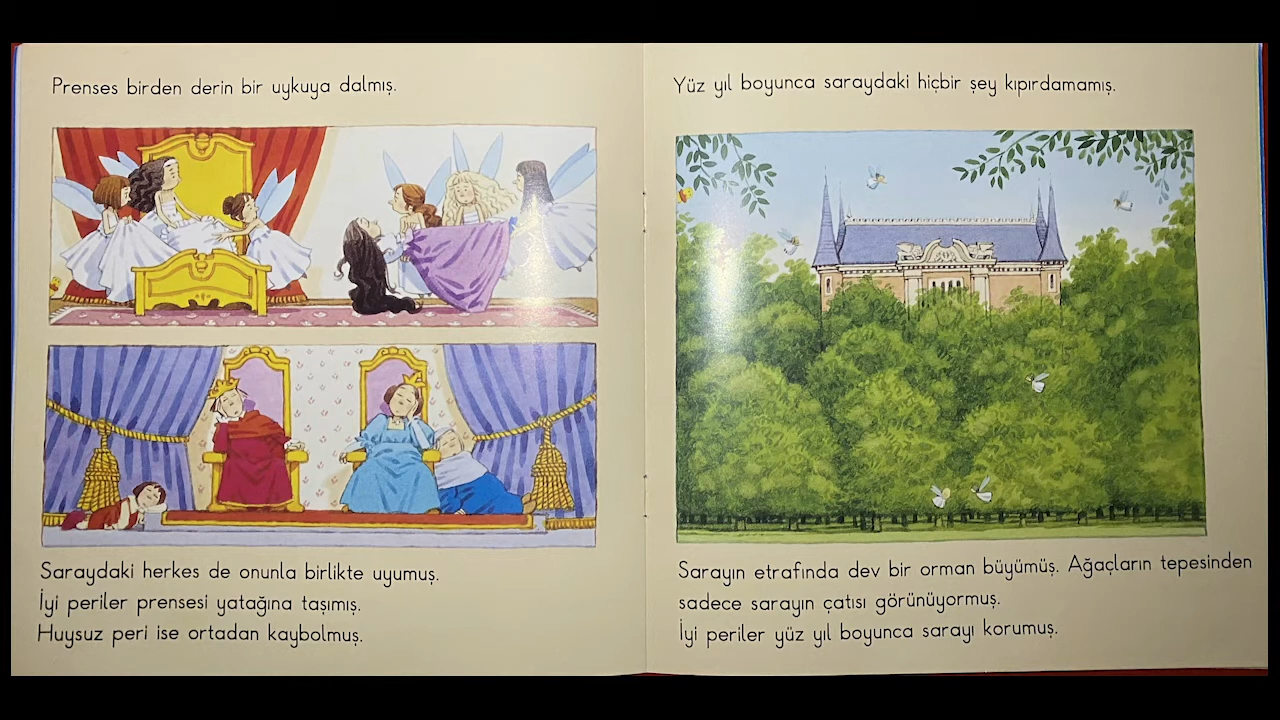 Prenses birden derin bir uykuya dalmış.
Saraydaki herkes de onunla birlikte uyumuş.
İyi periler prensesi yatağına taşımış.
Huysuz peri ise ortadan kaybolmuş.
Yüz yıl boyunca saraydaki hiçbir şey kıpırdamamış.
Sarayın etrafında dev bir orman büyümüş. Ağaçların tepesinden
sadece sarayın çatısı görünüyormuş.
İyi periler yüz yıl boyunca sarayı korumuş.